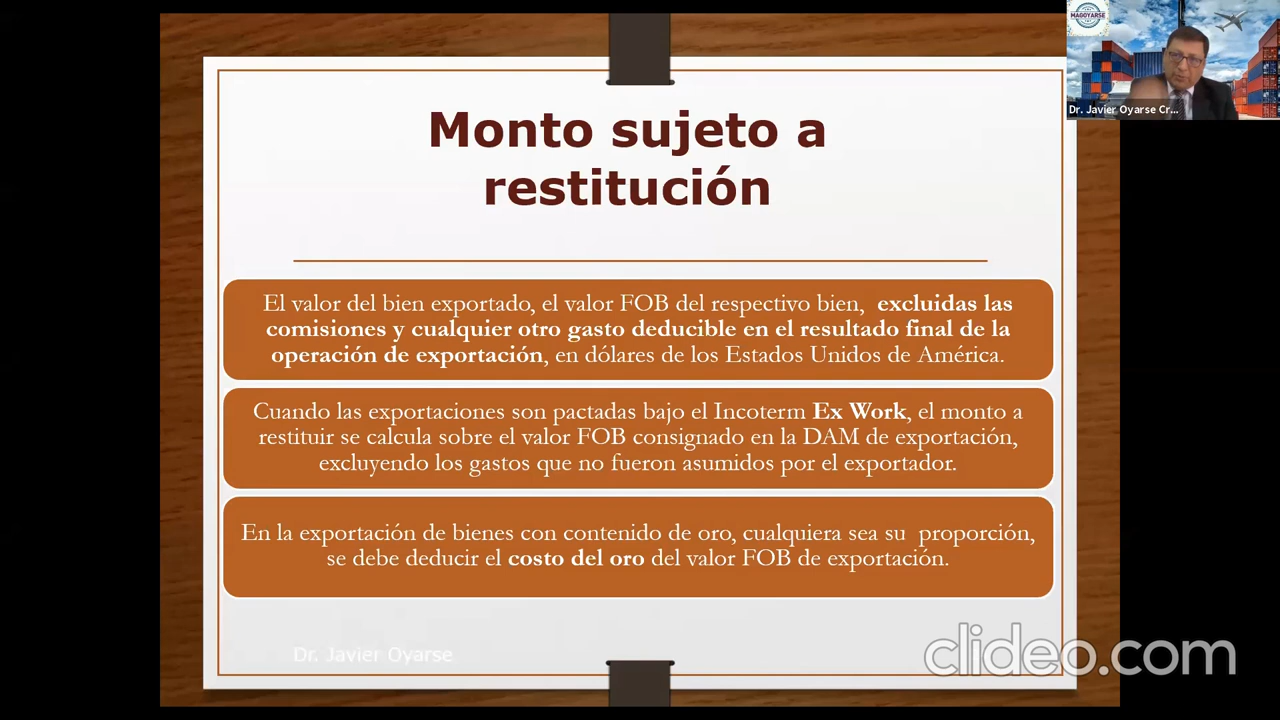 Monto sujeto a
restitución
El valor del bien exportado, el valor FOB del respectivo bien, excluidas las
comisiones y cualquier otro gasto deducible en el resultado final de la
operación de exportación, en dólares de los Estados Unidos de América.
Cuando las exportaciones son pactadas bajo el Incoterm Ex Work, el monto a
restituir se calcula sobre el valor FOB consignado en la DAM de exportación,
excluyendo los gastos que no fueron asumidos por el exportador.
En la exportación de bienes con contenido de oro, cualquiera sea su proporción,
se debe deducir el costo del oro del valor FOB de exportación.
Dr. Javier Oyarse
MAGOYARSE
Dr. Javier Oyarse Cr...
clideo.com